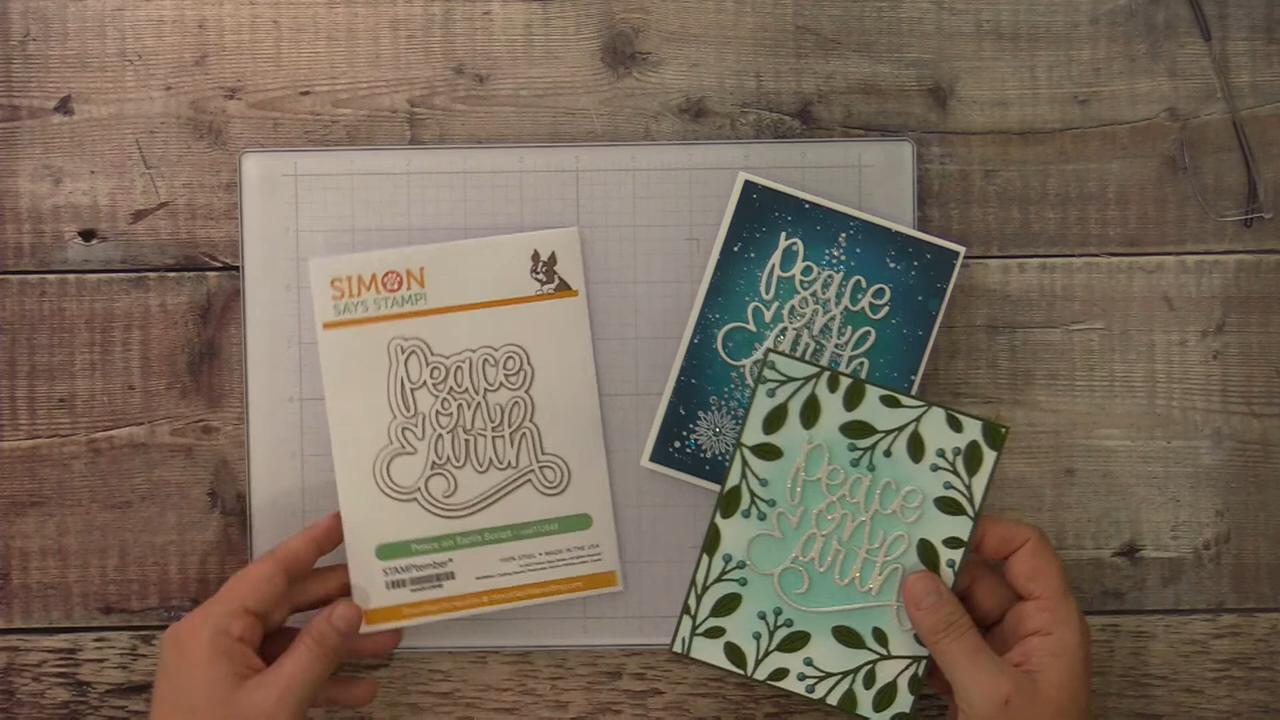 SIMON
SAYS STAMP!
Peace
on
Earth
Peace on Earth Script -
STAMPtember®
100% STEEL • MADE IN THE USA
Peace
on
Earth
Peace
on
Earth